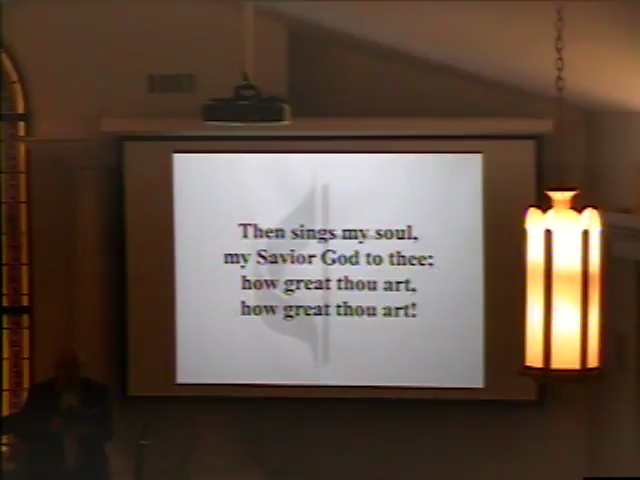 Then sings my soul,
my Savior God to thee;
how great thou art,
how great thou art!